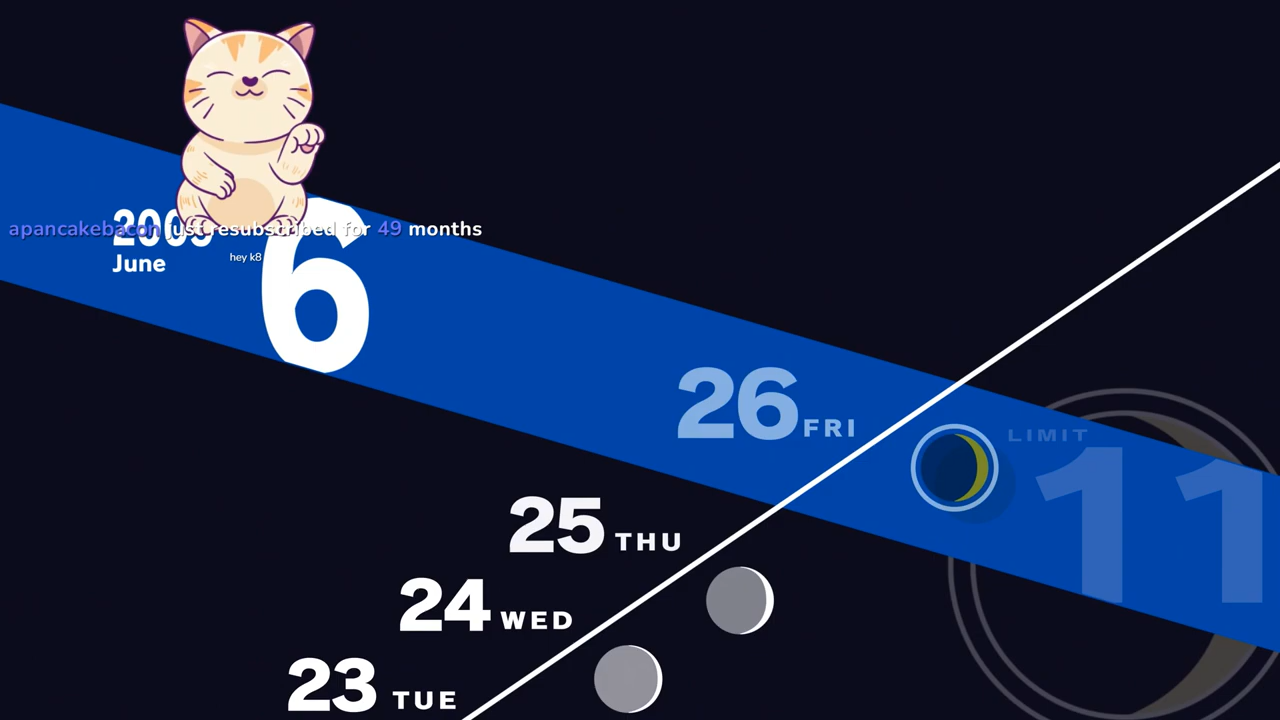 2009
June
6
apancakebacon just resubscribed for 49 months
hey k8
26 FRI
LIMIT
11
25 THU
24 WED
23 TUE